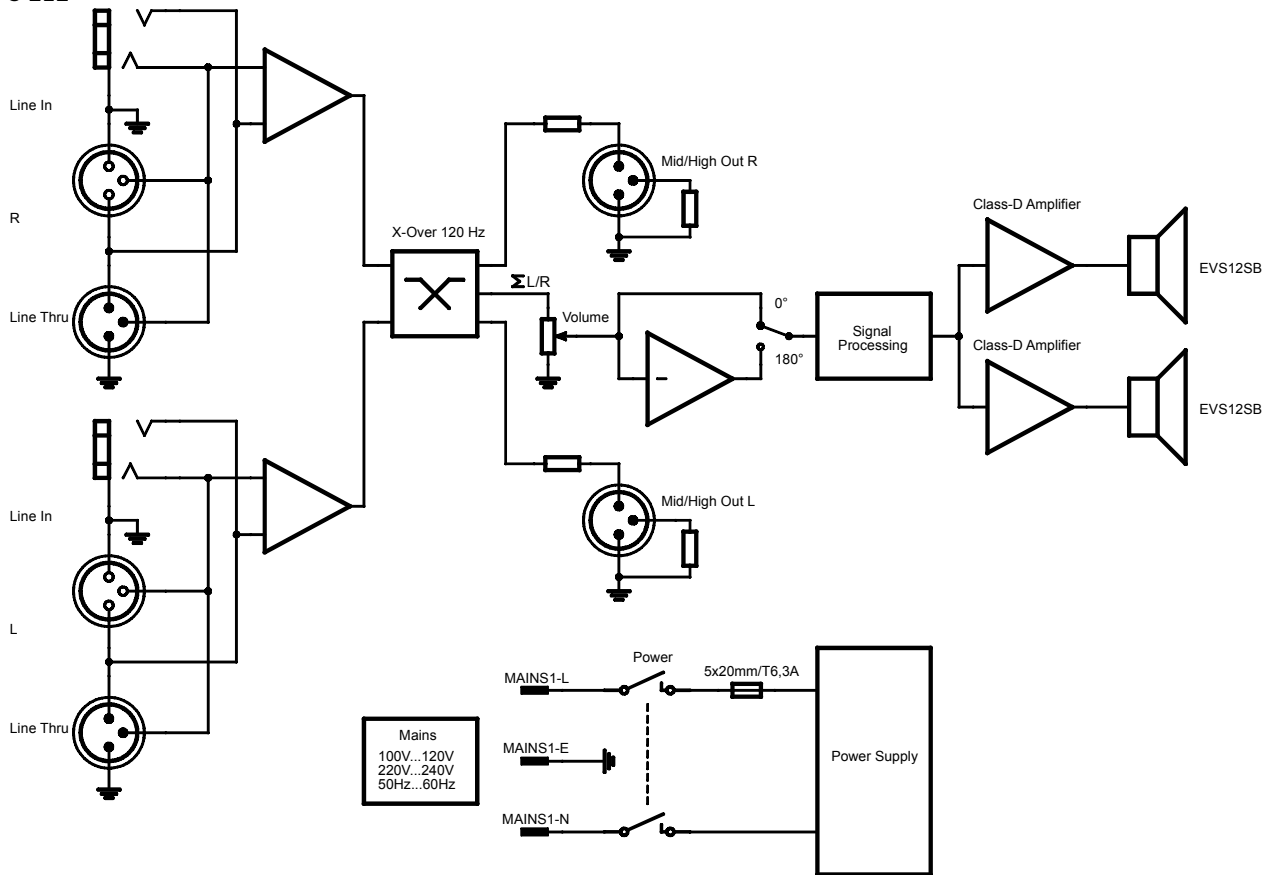 Line In
R
Line Thru
X-Over 120 Hz
ΣL/R
Volume
Mid/High Out R
0°
180°
Signal
Processing
Class-D Amplifier
EVS12SB
Class-D Amplifier
EVS12SB
Line In
L
Line Thru
Mid/High Out L
Mains
100V...120V
220V...240V
50Hz...60Hz
MAINS1-L
Power
5x20mm/T6,3A
MAINS1-E
MAINS1-N
Power Supply